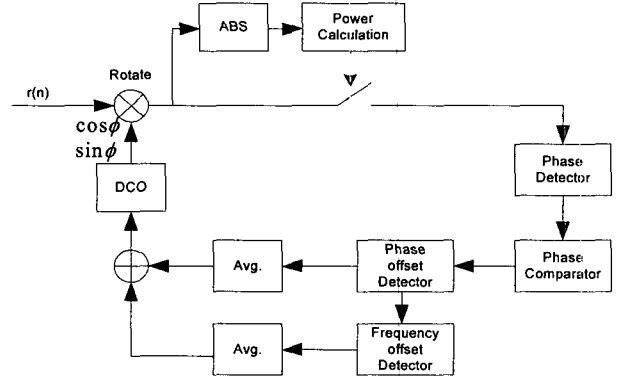 ABS
Power
Calculation
Rotate
r(n)
cosϕ
sinϕ
DCO
Phase
Detector
Avg.
Phase
offset
Detector
Phase
Comparator
Avg.
Frequency
offset
Detector